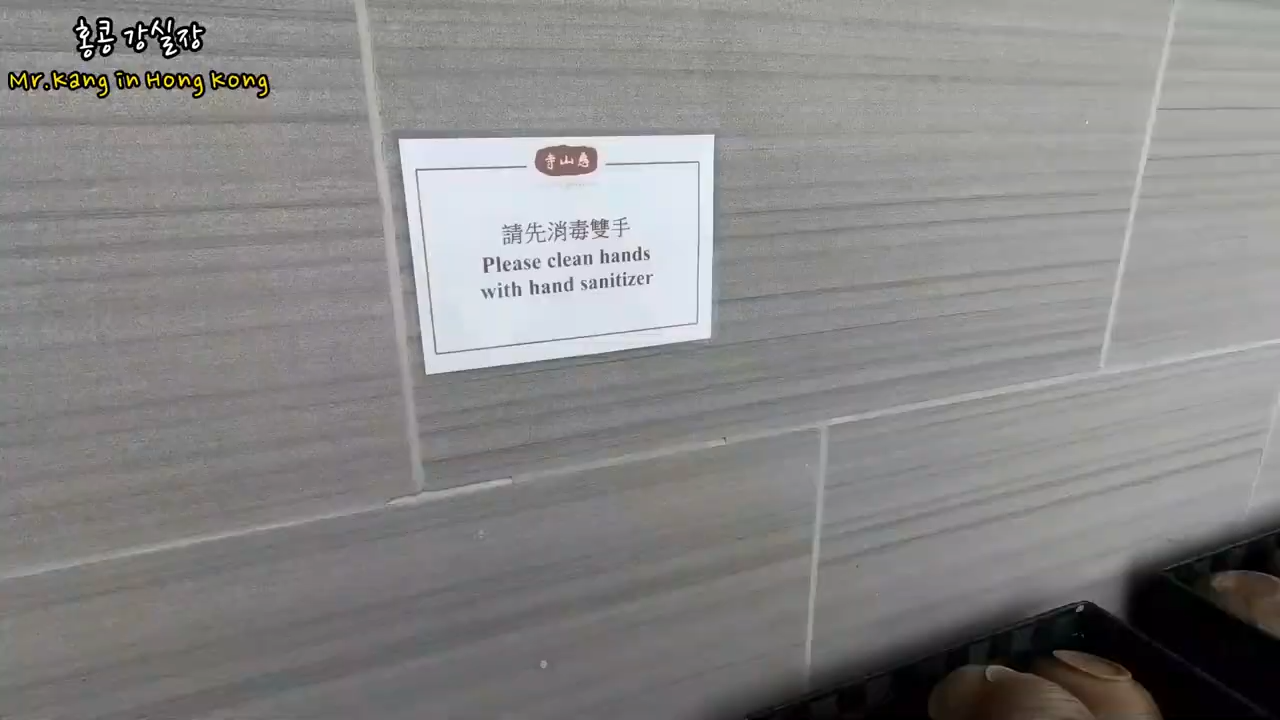 홍콩 강실장
Mr.Kang in Hong Kong
寺山慈
請先消毒雙手
Please clean hands
with hand sanitizer